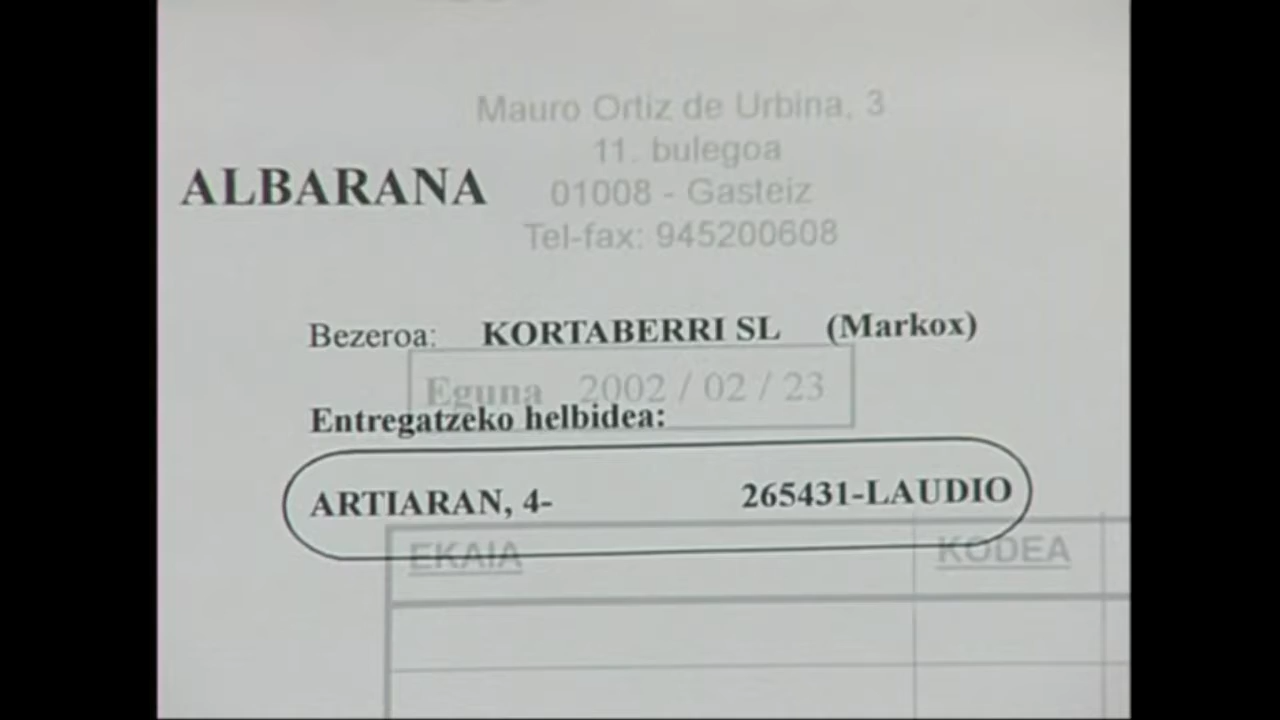 Mauro Ortiz de Urbina, 3
11. bulegoa
ALBARANA
01008 - Gasteiz
Tel-fax: 945200608
Bezeroa: KORTABERRI SL (Markox)
Eguna 2002 / 02 / 23
Entregatzeko helbidea:
ARTIARAN, 4- 265431-LAUDIO
EKAIA KODEA